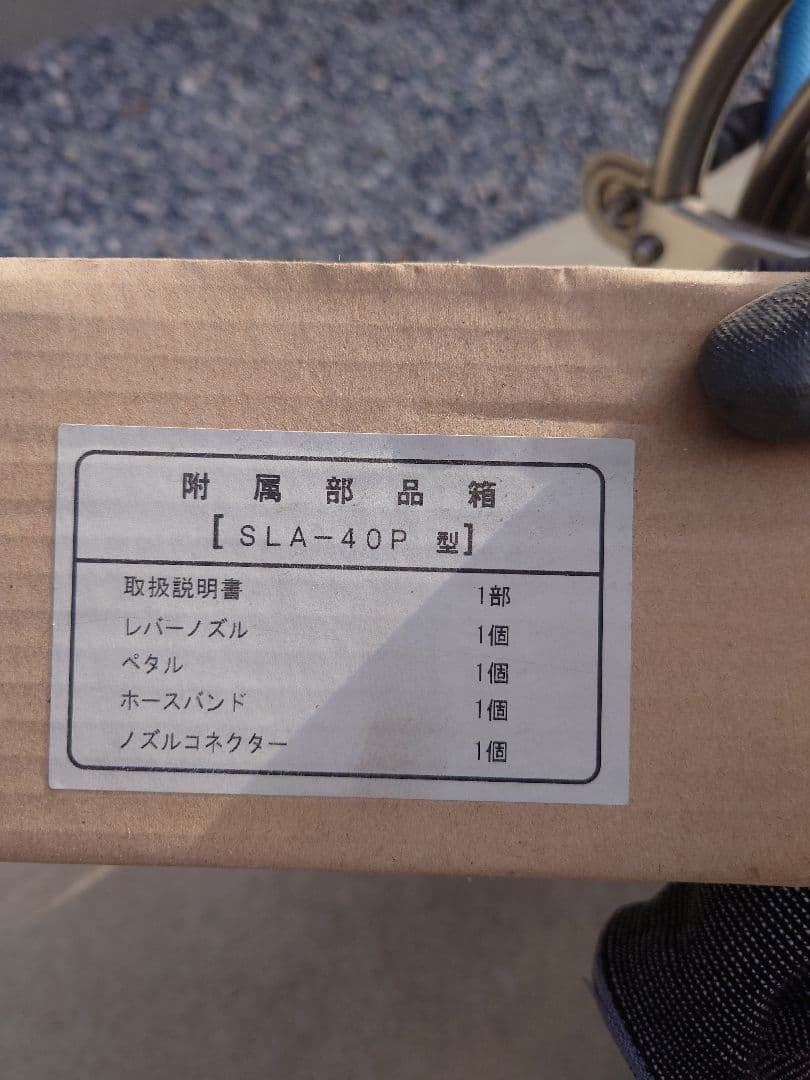 附属部品箱
[SLA-40P 型]
取扱説明書 1部
レバーノズル 1個
ペタル 1個
ホースバンド 1個
ノズルコネクター 1個